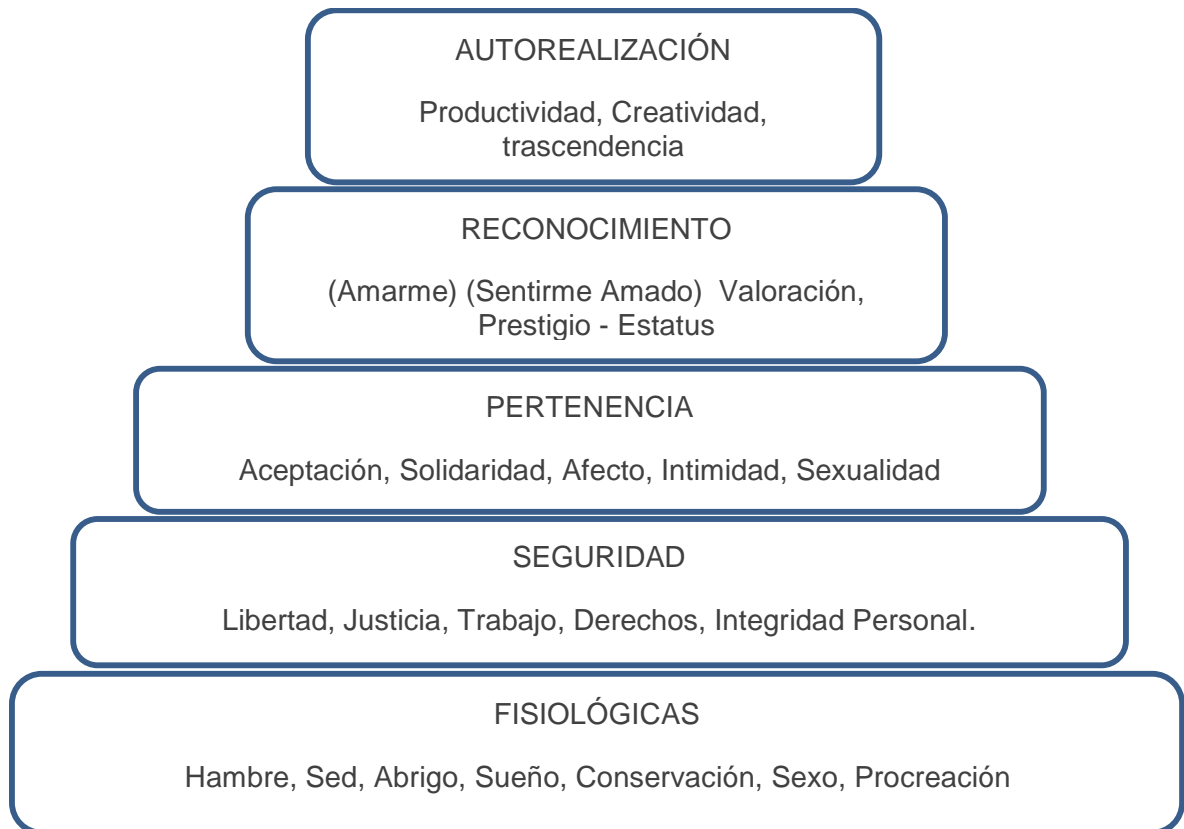 AUTOREALIZACIÓN
Productividad, Creatividad,
trascendencia
RECONOCIMIENTO
(Amarme) (Sentirme Amado) Valoración,
Prestigio - Estatus
PERTENENCIA
Aceptación, Solidaridad, Afecto, Intimidad, Sexualidad
SEGURIDAD
Libertad, Justicia, Trabajo, Derechos, Integridad Personal.
FISIOLÓGICAS
Hambre, Sed, Abrigo, Sueño, Conservación, Sexo, Procreación